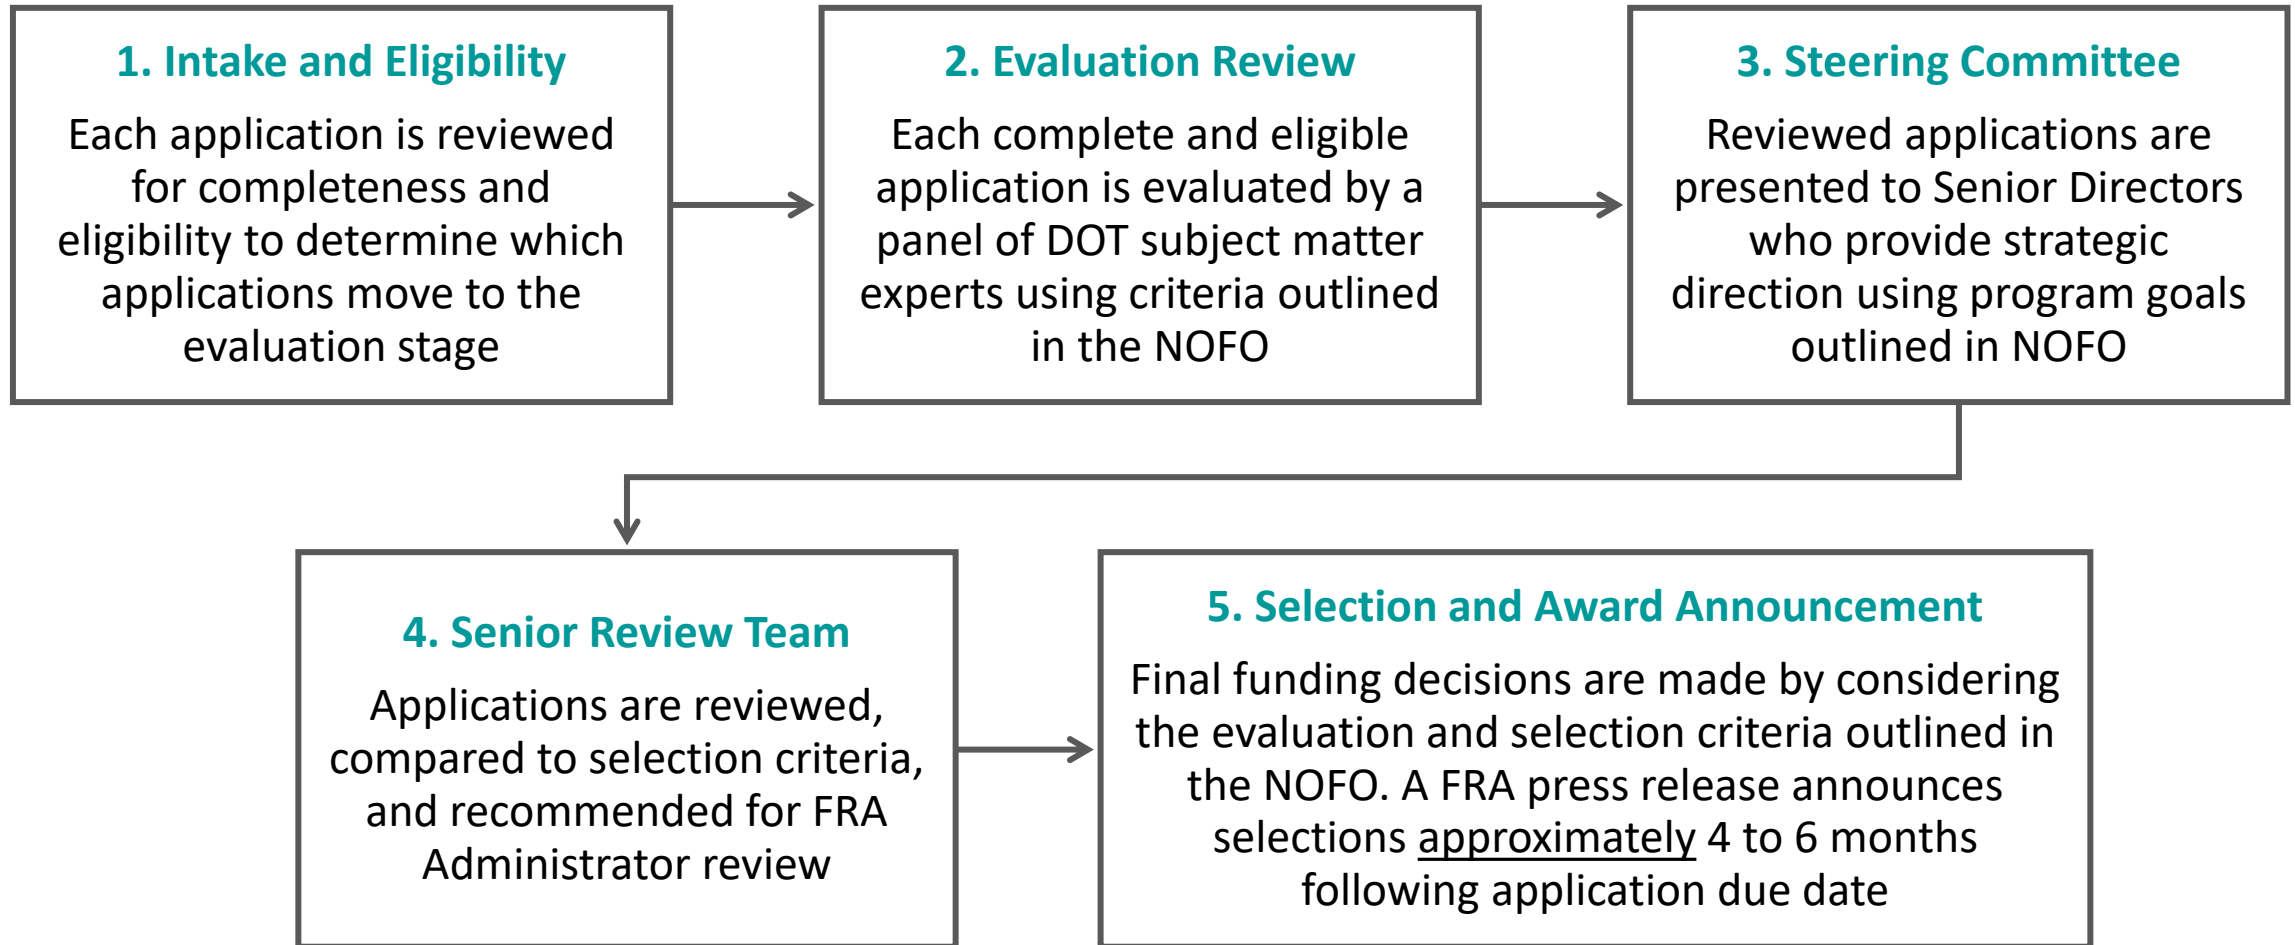 1. Intake and Eligibility
Each application is reviewed
for completeness and
eligibility to determine which
applications move to the
evaluation stage
2. Evaluation Review
Each complete and eligible
application is evaluated by a
panel of DOT subject matter
experts using criteria outlined
in the NOFO
3. Steering Committee
Reviewed applications are
presented to Senior Directors
who provide strategic
direction using program goals
outlined in NOFO
4. Senior Review Team
Applications are reviewed,
compared to selection criteria,
and recommended for FRA
Administrator review
5. Selection and Award Announcement
Final funding decisions are made by considering
the evaluation and selection criteria outlined in
the NOFO. A FRA press release announces
selections approximately 4 to 6 months
following application due date